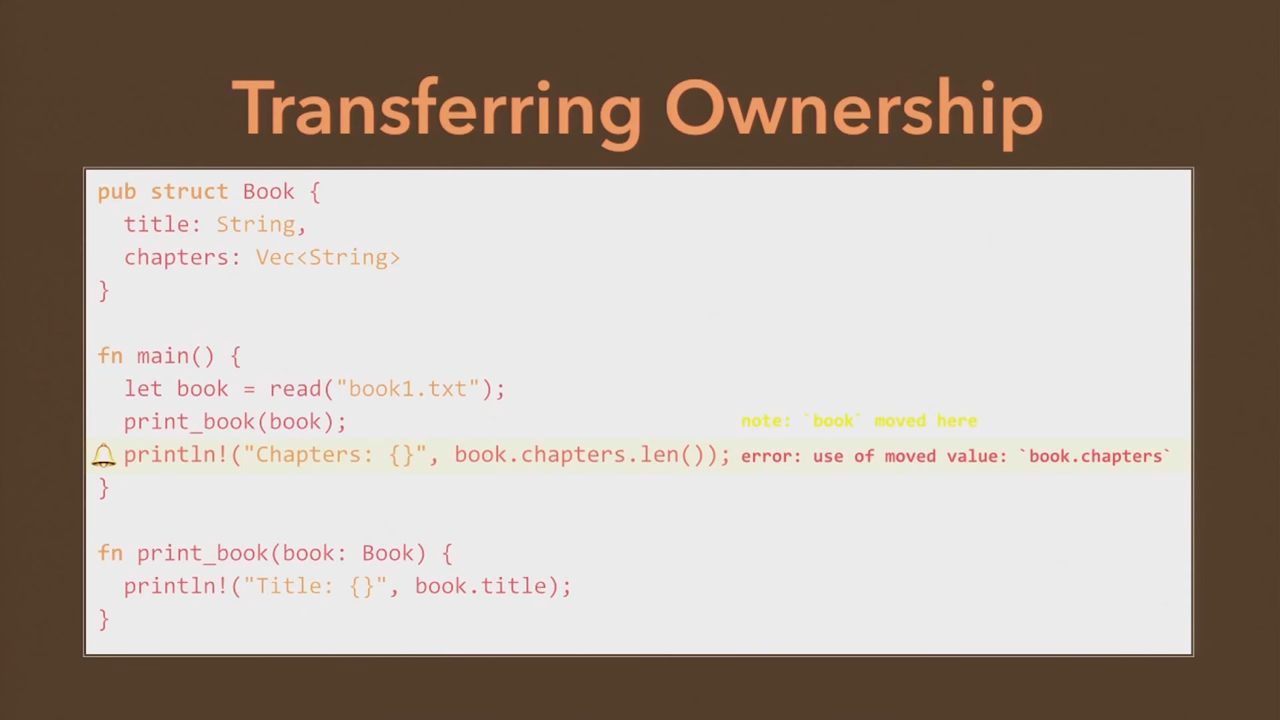 Transferring Ownership
pub struct Book {
  title: String,
  chapters: Vec<String>
}
fn main() {
  let book = read("book1.txt");
  print_book(book); note: `book` moved here
  println!("Chapters: {}", book.chapters.len()); error: use of moved value: `book.chapters`
}
fn print_book(book: Book) {
  println!("Title: {}", book.title);
}